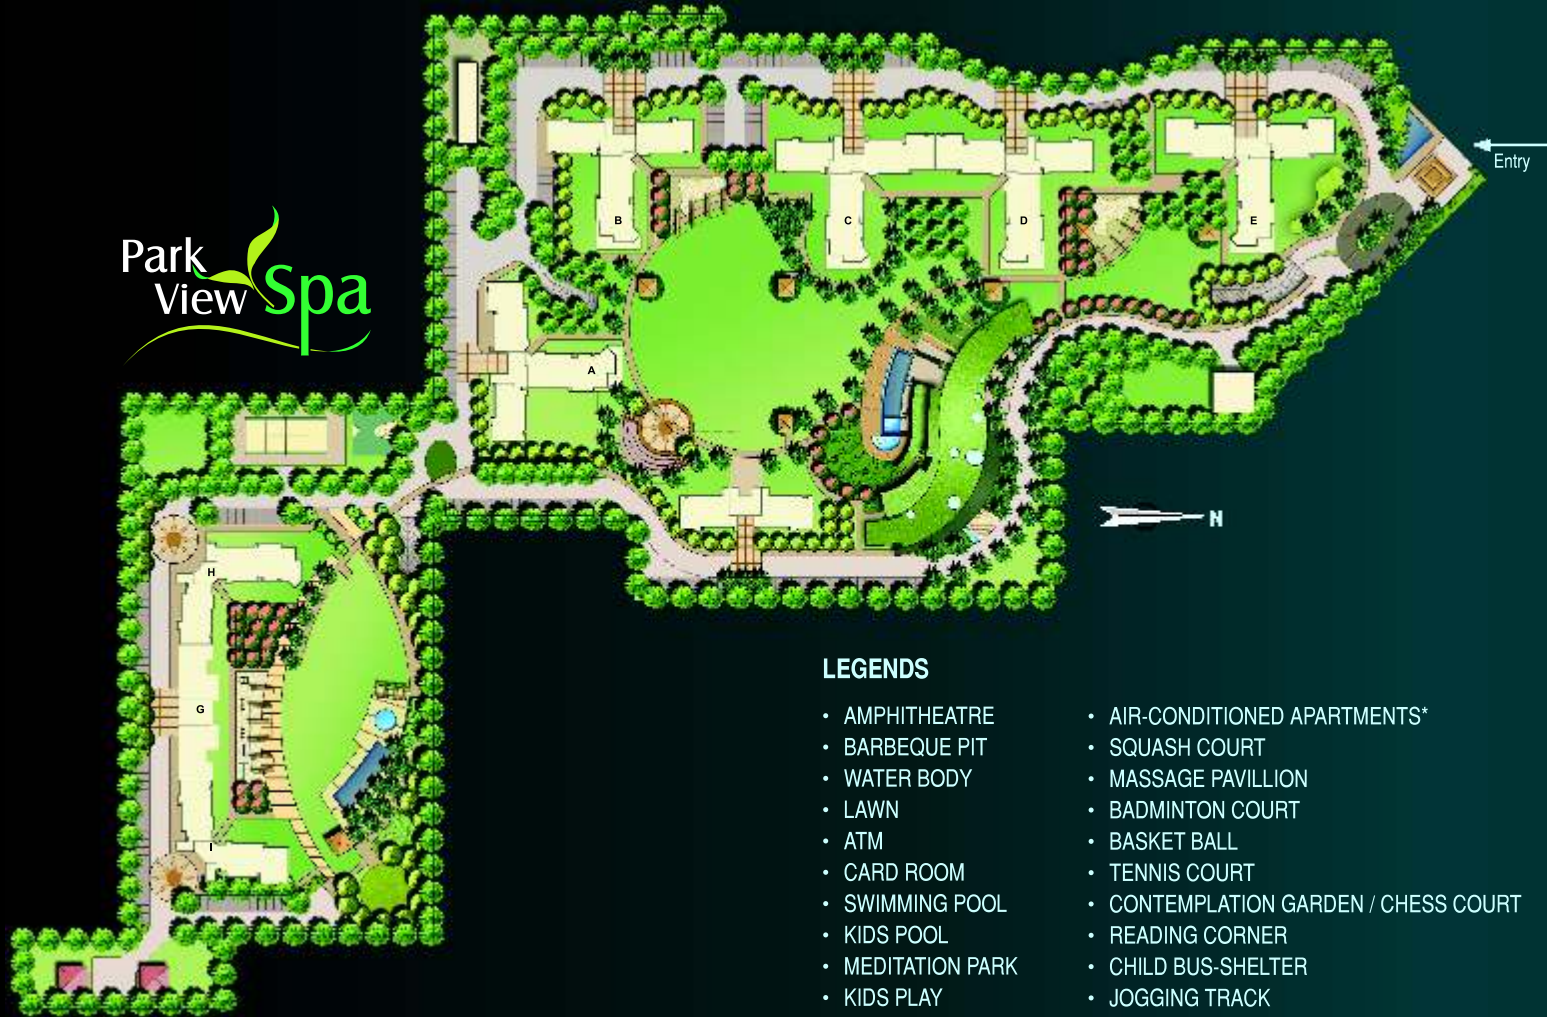 Park
View Spa
Entry
B
C
D
E
A
N
H
G
I
LEGENDS
• AMPHITHEATRE
• BARBEQUE PIT
• WATER BODY
• LAWN
• ATM
• CARD ROOM
• SWIMMING POOL
• KIDS POOL
• MEDITATION PARK
• KIDS PLAY
• AIR-CONDITIONED APARTMENTS*
• SQUASH COURT
• MASSAGE PAVILLION
• BADMINTON COURT
• BASKET BALL
• TENNIS COURT
• CONTEMPLATION GARDEN / CHESS COURT
• READING CORNER
• CHILD BUS-SHELTER
• JOGGING TRACK